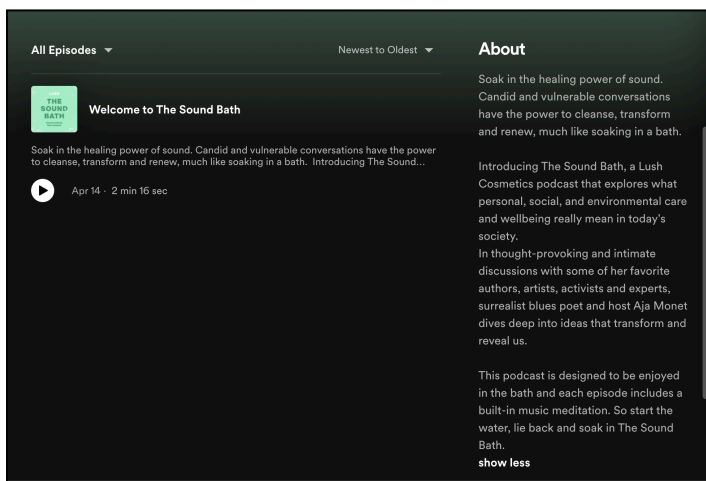 All Episodes
Newest to Oldest
THE
SOUND
BATH
Welcome to The Sound Bath
Soak in the healing power of sound. Candid and vulnerable conversations have the power
to cleanse, transform and renew, much like soaking in a bath. Introducing The Sound...
Apr 14 · 2 min 16 sec
About
Soak in the healing power of sound.
Candid and vulnerable conversations
have the power to cleanse, transform
and renew, much like soaking in a bath.
Introducing The Sound Bath, a Lush
Cosmetics podcast that explores what
personal, social, and environmental care
and wellbeing really mean in today's
society.
In thought-provoking and intimate
discussions with some of her favorite
authors, artists, activists and experts,
surrealist blues poet and host Aja Monet
dives deep into ideas that transform and
reveal us.
This podcast is designed to be enjoyed
in the bath and each episode includes a
built-in music meditation. So start the
water, lie back and soak in The Sound
Bath.
show less